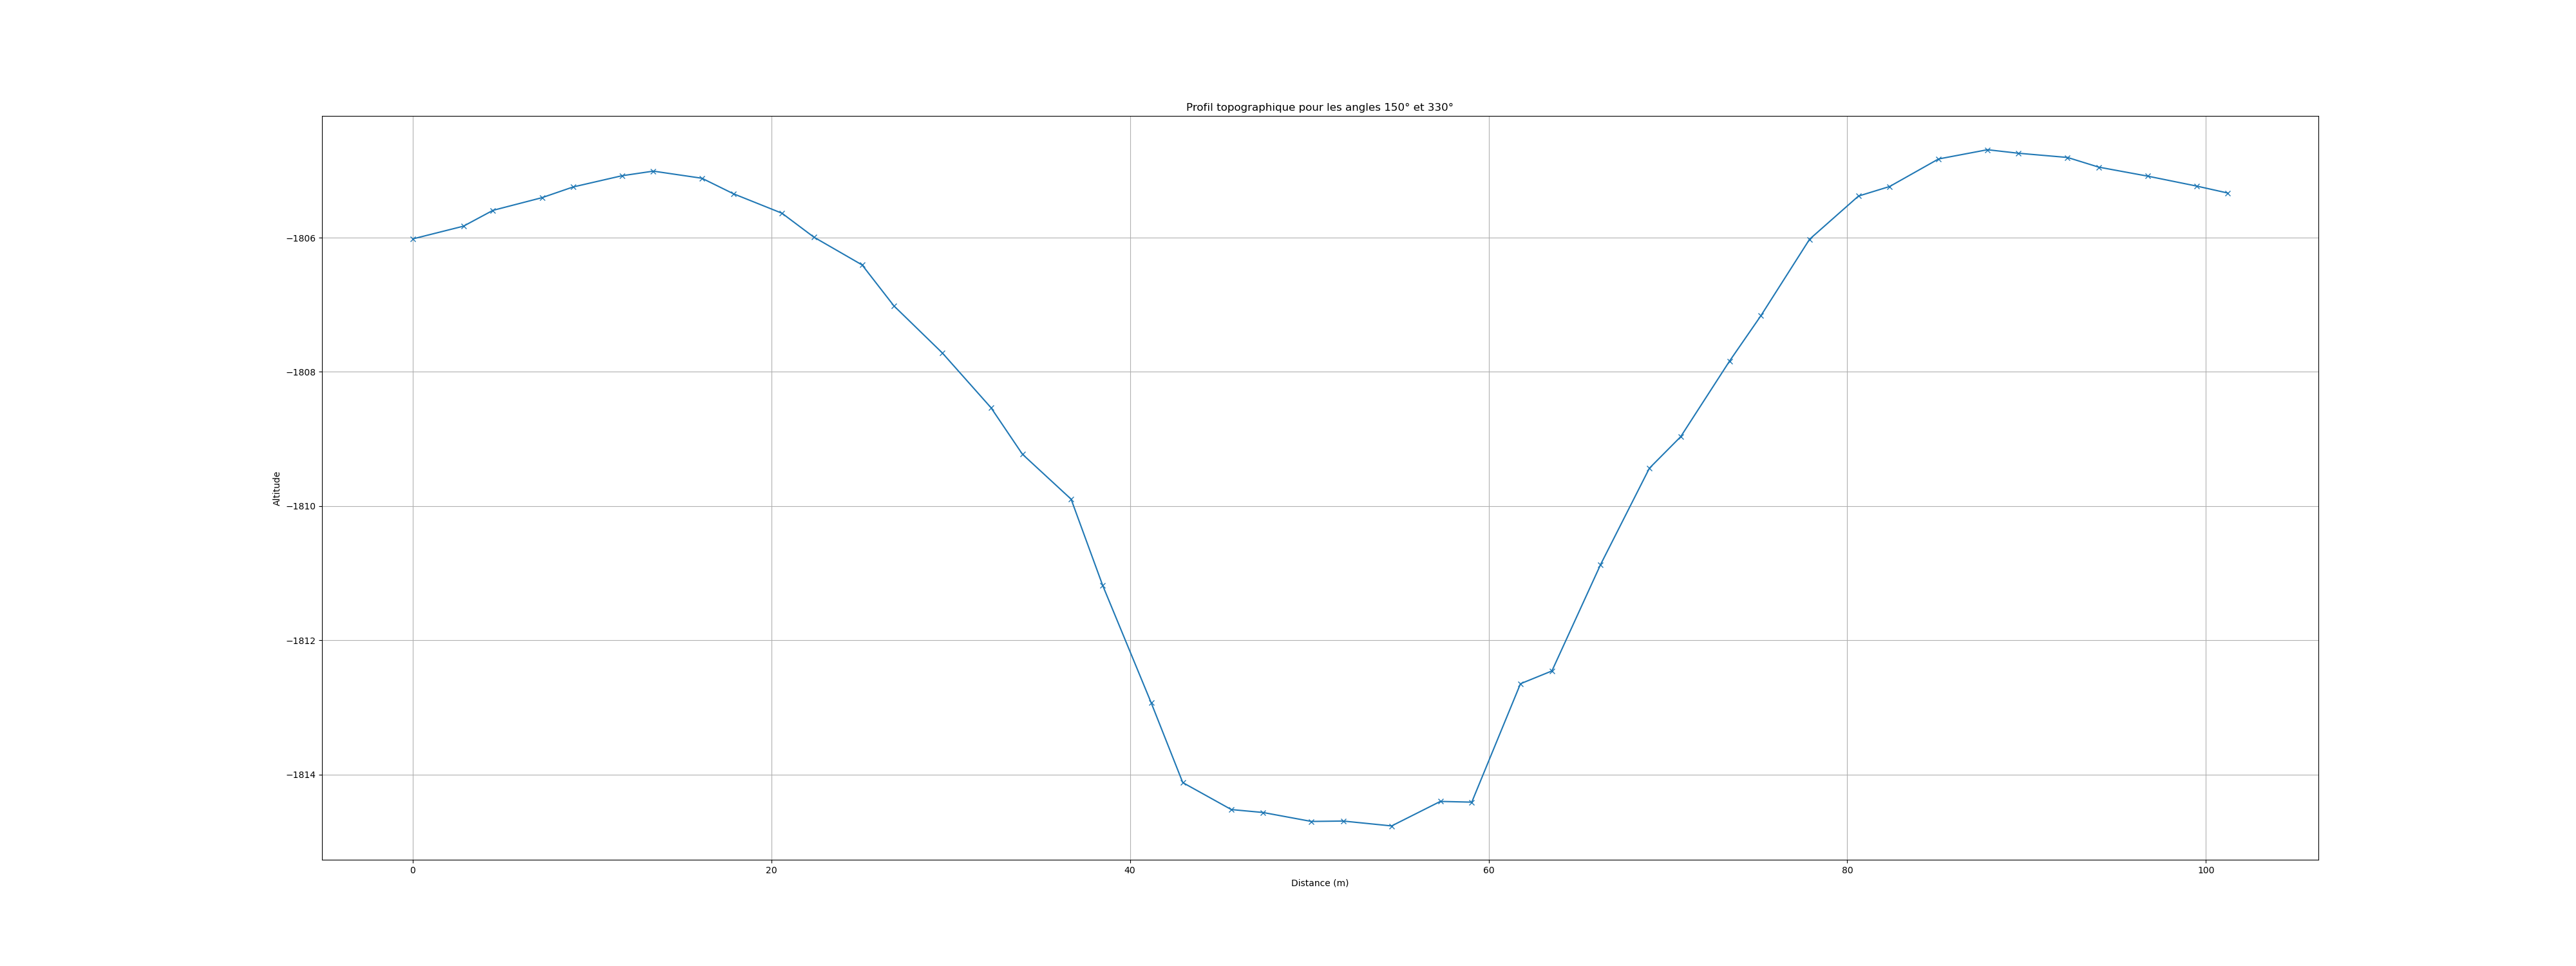 Profil topographique pour les angles 150° et 330°
Altitude
−1806
−1808
−1810
−1812
−1814
0 20 40 60 80 100
Distance (m)